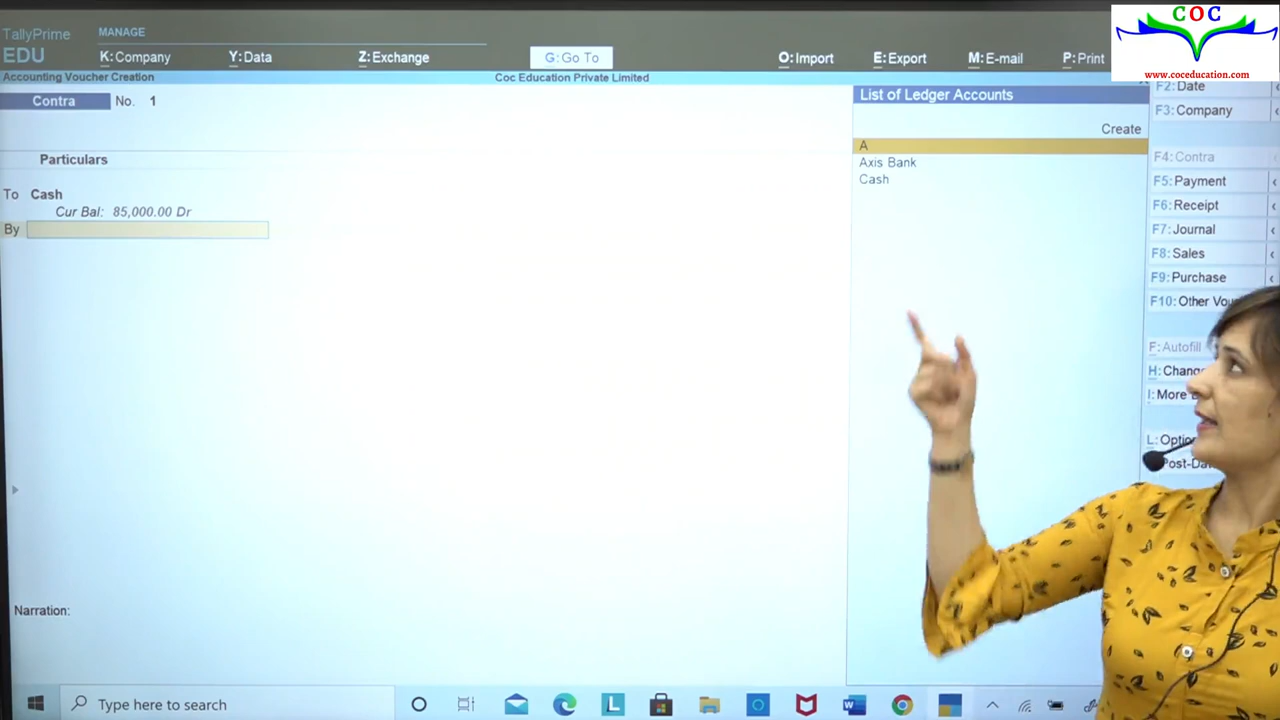 COC
www.coceducation.com
TallyPrime
EDU
MANAGE
K:Company
Y:Data
Z:Exchange
G:Go To
O:Import
E:Export
M:E-mail
P:Print
Accounting Voucher Creation
Coc Education Private Limited
Contra No. 1
Particulars
To Cash
Cur Bal: 85,000.00 Dr
By
Narration:
List of Ledger Accounts
Create
A
Axis Bank
Cash
F2:Date
F3:Company
F4:Contra
F5:Payment
F6:Receipt
F7:Journal
F8:Sales
F9:Purchase
F10:Other
F:Autofill
H:
I:More
L:
Type here to search